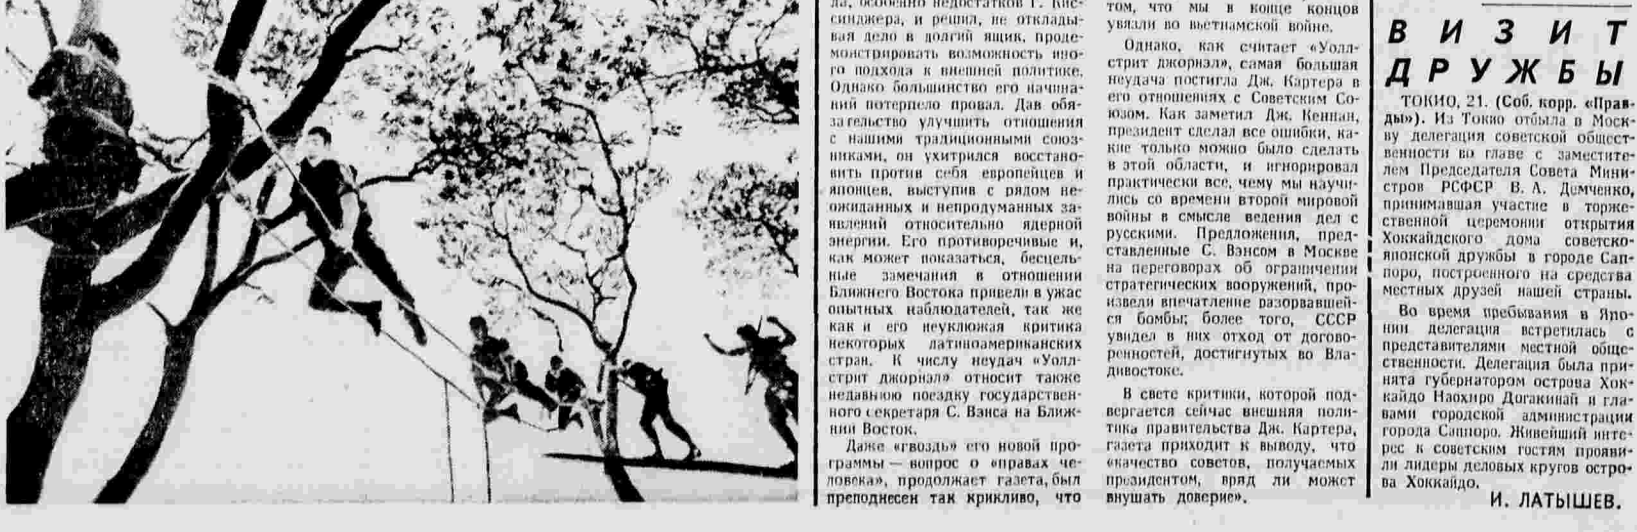 ла, особенно недостатков Г. Кис-
синджера, и решил, не отклады-
вая дело в долгий ящик, проде-
монстрировать возможность ино-
го подхода к внешней политике.
Однако большинство его начина-
ний потерпело провал. Дав обя-
зательство улучшить отношения
с нашими традиционными союз-
никами, он ухитрился восстано-
вить против себя европейцев и
японцев, выступив с рядом не-
ожиданных и непродуманных за-
явлений относительно ядерной
энергии. Его противоречивые и,
как может показаться, бесцель-
ные замечания в отношении
Ближнего Востока привели в ужас
опытных наблюдателей, так же
как и его неуклюжая критика
некоторых латиноамериканских
стран. К числу неудач «Уолл-
стрит джорнэл» относит также
недавнюю поездку государствен-
ного секретаря С. Вэнса на Ближ-
ний Восток.
Даже «гвоздь» его новой про-
граммы — вопрос о «правах че-
ловека», продолжает газета, был
преподнесен так крикливо, что
том, что мы в конце концов
увязли во вьетнамской войне.
Однако, как считает «Уолл-
стрит джорнэл», самая большая
неудача постигла Дж. Картера в
его отношениях с Советским Со-
юзом. Как заметил Дж. Кеннан,
президент сделал все ошибки, ка-
кие только можно было сделать
в этой области, и игнорировал
практически все, чему мы научи-
лись со времени второй мировой
войны в смысле ведения дел с
русскими. Предложения, пред-
ставленные С. Вэнсом в Москве
на переговорах об ограничении
стратегических вооружений, про-
извели впечатление разорвавшей-
ся бомбы; более того, СССР
увидел в них отход от догово-
ренностей, достигнутых во Вла-
дивостоке.
В свете критики, которой под-
вергается сейчас внешняя поли-
тика правительства Дж. Картера,
газета приходит к выводу, что
«качество советов, получаемых
президентом, вряд ли может
внушать доверие».
ВИЗИТ
ДРУЖБЫ
ТОКИО, 21. (Соб. корр. «Прав-
ды»). Из Токио отбыла в Моск-
ву делегация советской общест-
венности во главе с заместите-
лем Председателя Совета Мини-
стров РСФСР В. А. Демченко,
принимавшая участие в торже-
ственной церемонии открытия
Хоккайдского дома советско-
японской дружбы в городе Сап-
поро, построенного на средства
местных друзей нашей страны.
Во время пребывания в Япо-
нии делегация встретилась с
представителями местной обще-
ственности. Делегация была при-
нята губернатором острова Хок-
кайдо Наохиро Догакинай и гла-
вами городской администрации
города Саппоро. Живейший инте-
рес к советским гостям прояви-
ли лидеры деловых кругов остро-
ва Хоккайдо.
И. ЛАТЫШЕВ.